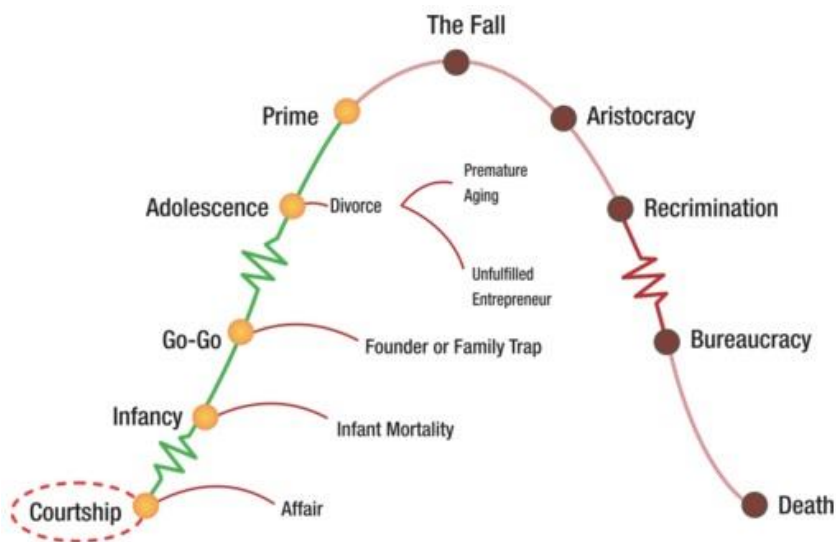 The Fall
Prime
Aristocracy
Premature
Aging
Adolescence
Divorce
Recrimination
Unfulfilled
Entrepreneur
Go-Go
Founder or Family Trap
Bureaucracy
Infancy
Infant Mortality
Courtship
Affair
Death